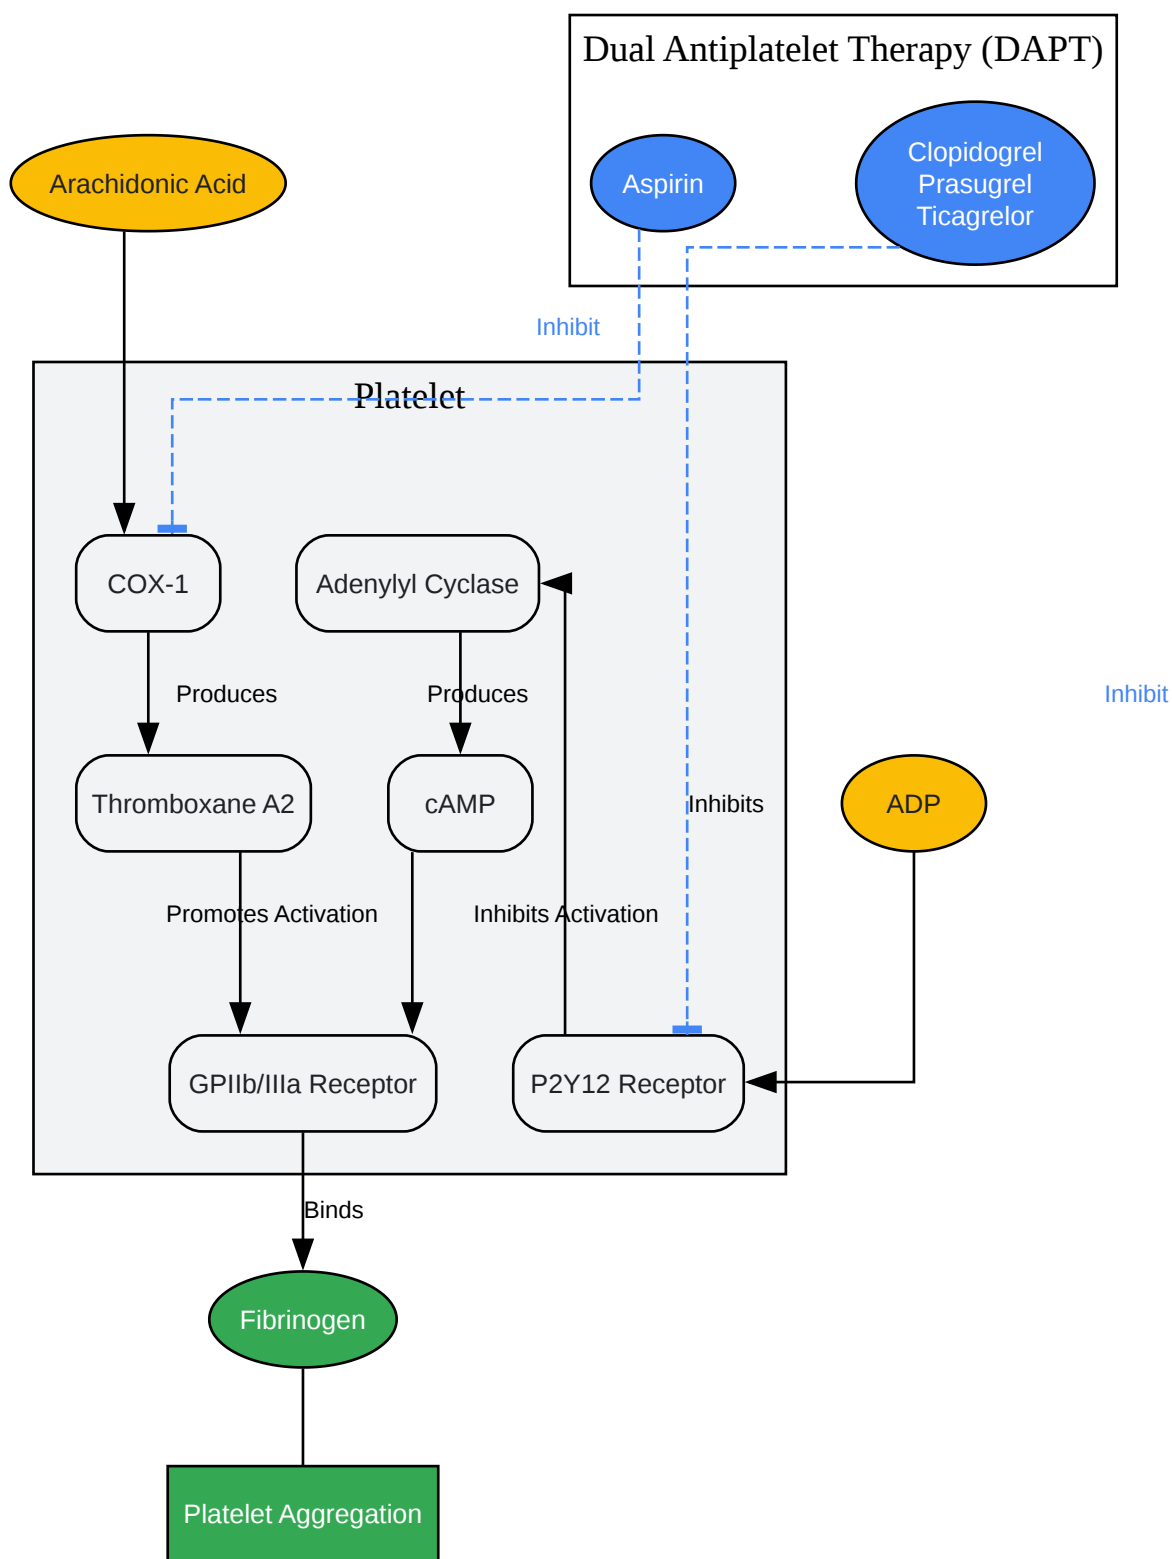 Dual Antiplatelet Therapy (DAPT)
Arachidonic Acid
Aspirin
Clopidogrel
Prasugrel
Ticagrelor
Inhibit
Platelet
COX-1
Adenylyl Cyclase
Produces
Produces
Inhibit
Thromboxane A2
cAMP
Inhibits
ADP
Promotes Activation
Inhibits Activation
GPIIb/IIIa Receptor
P2Y12 Receptor
Binds
Fibrinogen
Platelet Aggregation